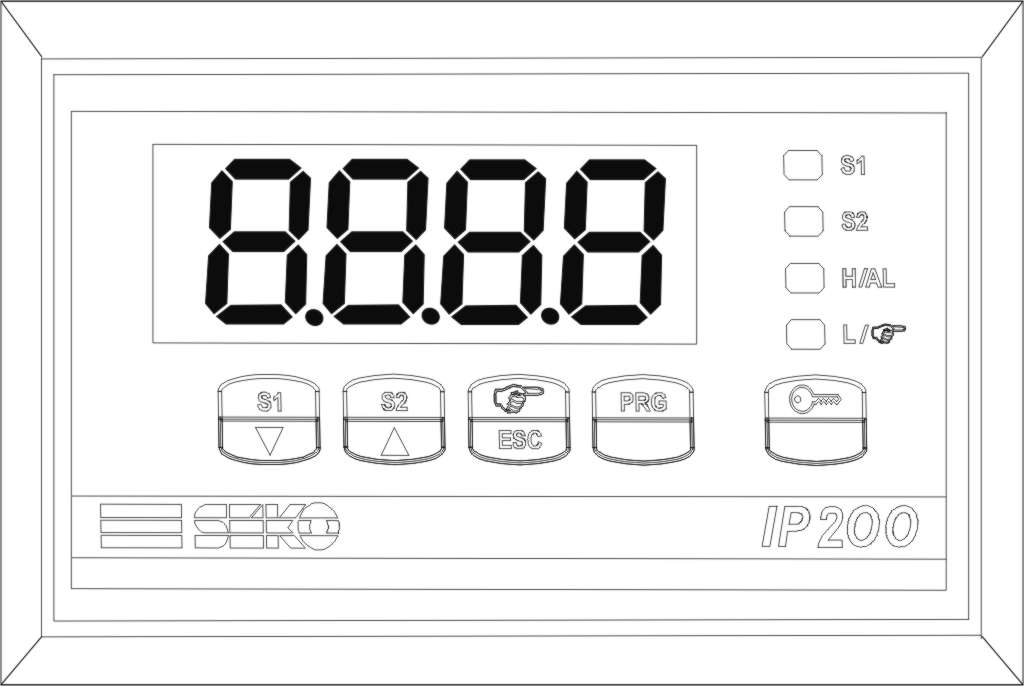 8.8.8.8
S1
S2
H/AL
L/
S1 S2 PRG
ESC
SEKO IP200